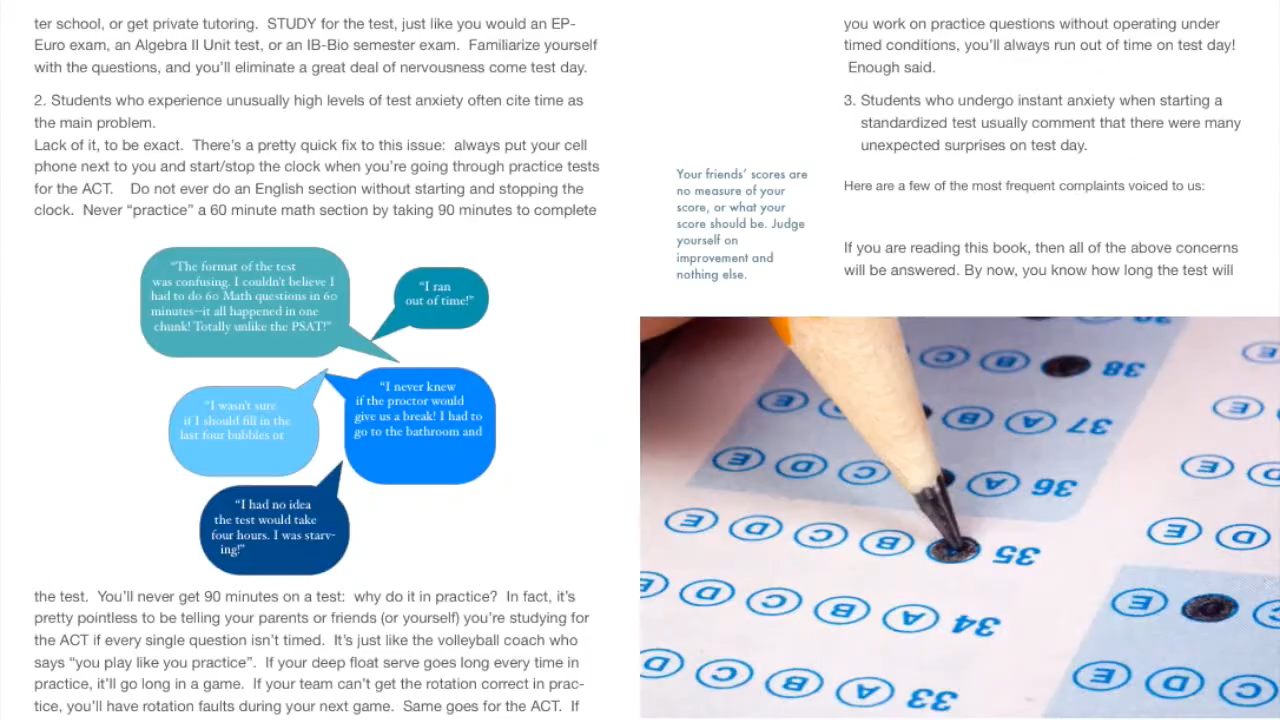 ter school, or get private tutoring.  STUDY for the test, just like you would an EP-
Euro exam, an Algebra II Unit test, or an IB-Bio semester exam.  Familiarize yourself
with the questions, and you'll eliminate a great deal of nervousness come test day.
2. Students who experience unusually high levels of test anxiety often cite time as
the main problem.
Lack of it, to be exact.  There's a pretty quick fix to this issue:  always put your cell
phone next to you and start/stop the clock when you're going through practice tests
for the ACT.    Do not ever do an English section without starting and stopping the
clock.  Never “practice” a 60 minute math section by taking 90 minutes to complete
“The format of the test
was confusing. I couldn't believe I
had to do 60 Math questions in 60
minutes--it all happened in one
chunk! Totally unlike the PSAT!”
“I ran
out of time!”
“I wasn't sure
if I should fill in the
last four bubbles or
“I never knew
if the proctor would
give us a break! I had to
go to the bathroom and
“I had no idea
the test would take
four hours. I was starv-
ing!”
the test.  You'll never get 90 minutes on a test:  why do it in practice?  In fact, it's
pretty pointless to be telling your parents or friends (or yourself) you're studying for
the ACT if every single question isn't timed.  It's just like the volleyball coach who
says “you play like you practice”.  If your deep float serve goes long every time in
practice, it'll go long in a game.  If your team can't get the rotation correct in prac-
tice, you'll have rotation faults during your next game.  Same goes for the ACT.  If
you work on practice questions without operating under
timed conditions, you'll always run out of time on test day!
Enough said.
3. Students who undergo instant anxiety when starting a
standardized test usually comment that there were many
unexpected surprises on test day.
Your friends' scores are
no measure of your
score, or what your
score should be. Judge
yourself on
improvement and
nothing else.
Here are a few of the most frequent complaints voiced to us:
If you are reading this book, then all of the above concerns
will be answered. By now, you know how long the test will
E D C B 38
E B A 37
E D C A 36
E D C B 35
E D C B A 34
D C B A 33
E
E
E
E D
E C
E D C